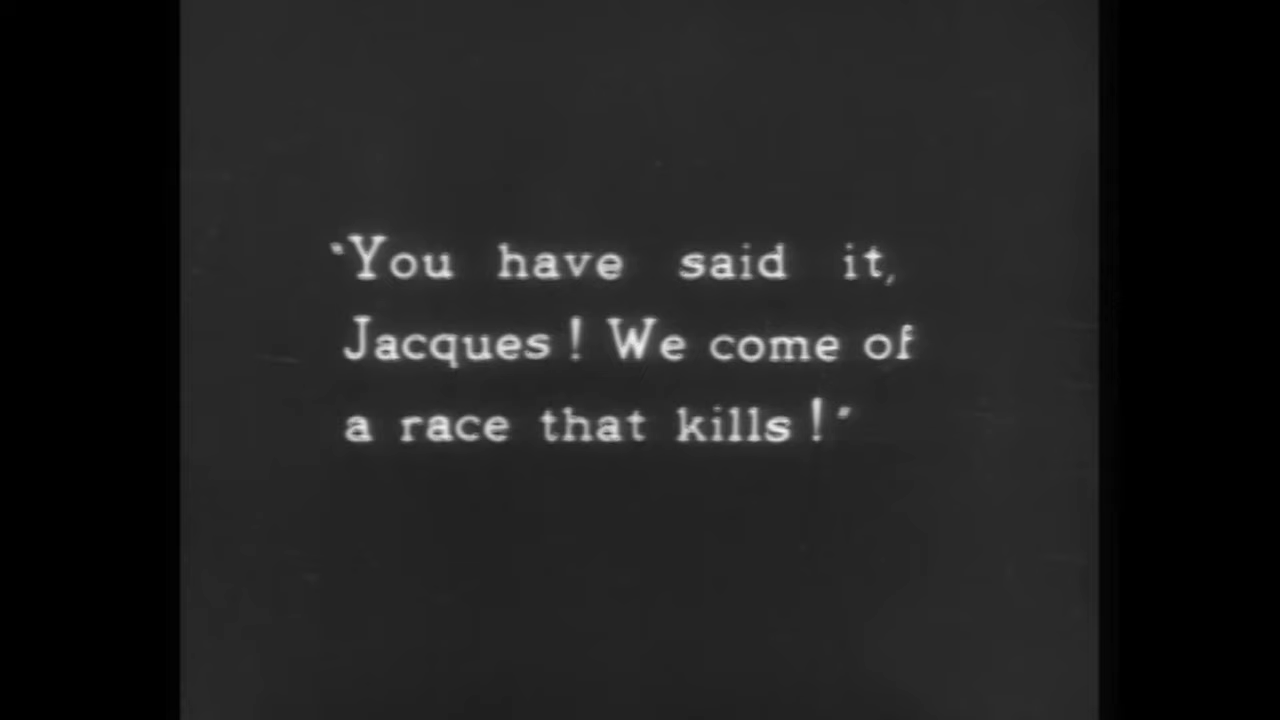 "You have said it,
Jacques! We come of
a race that kills!"